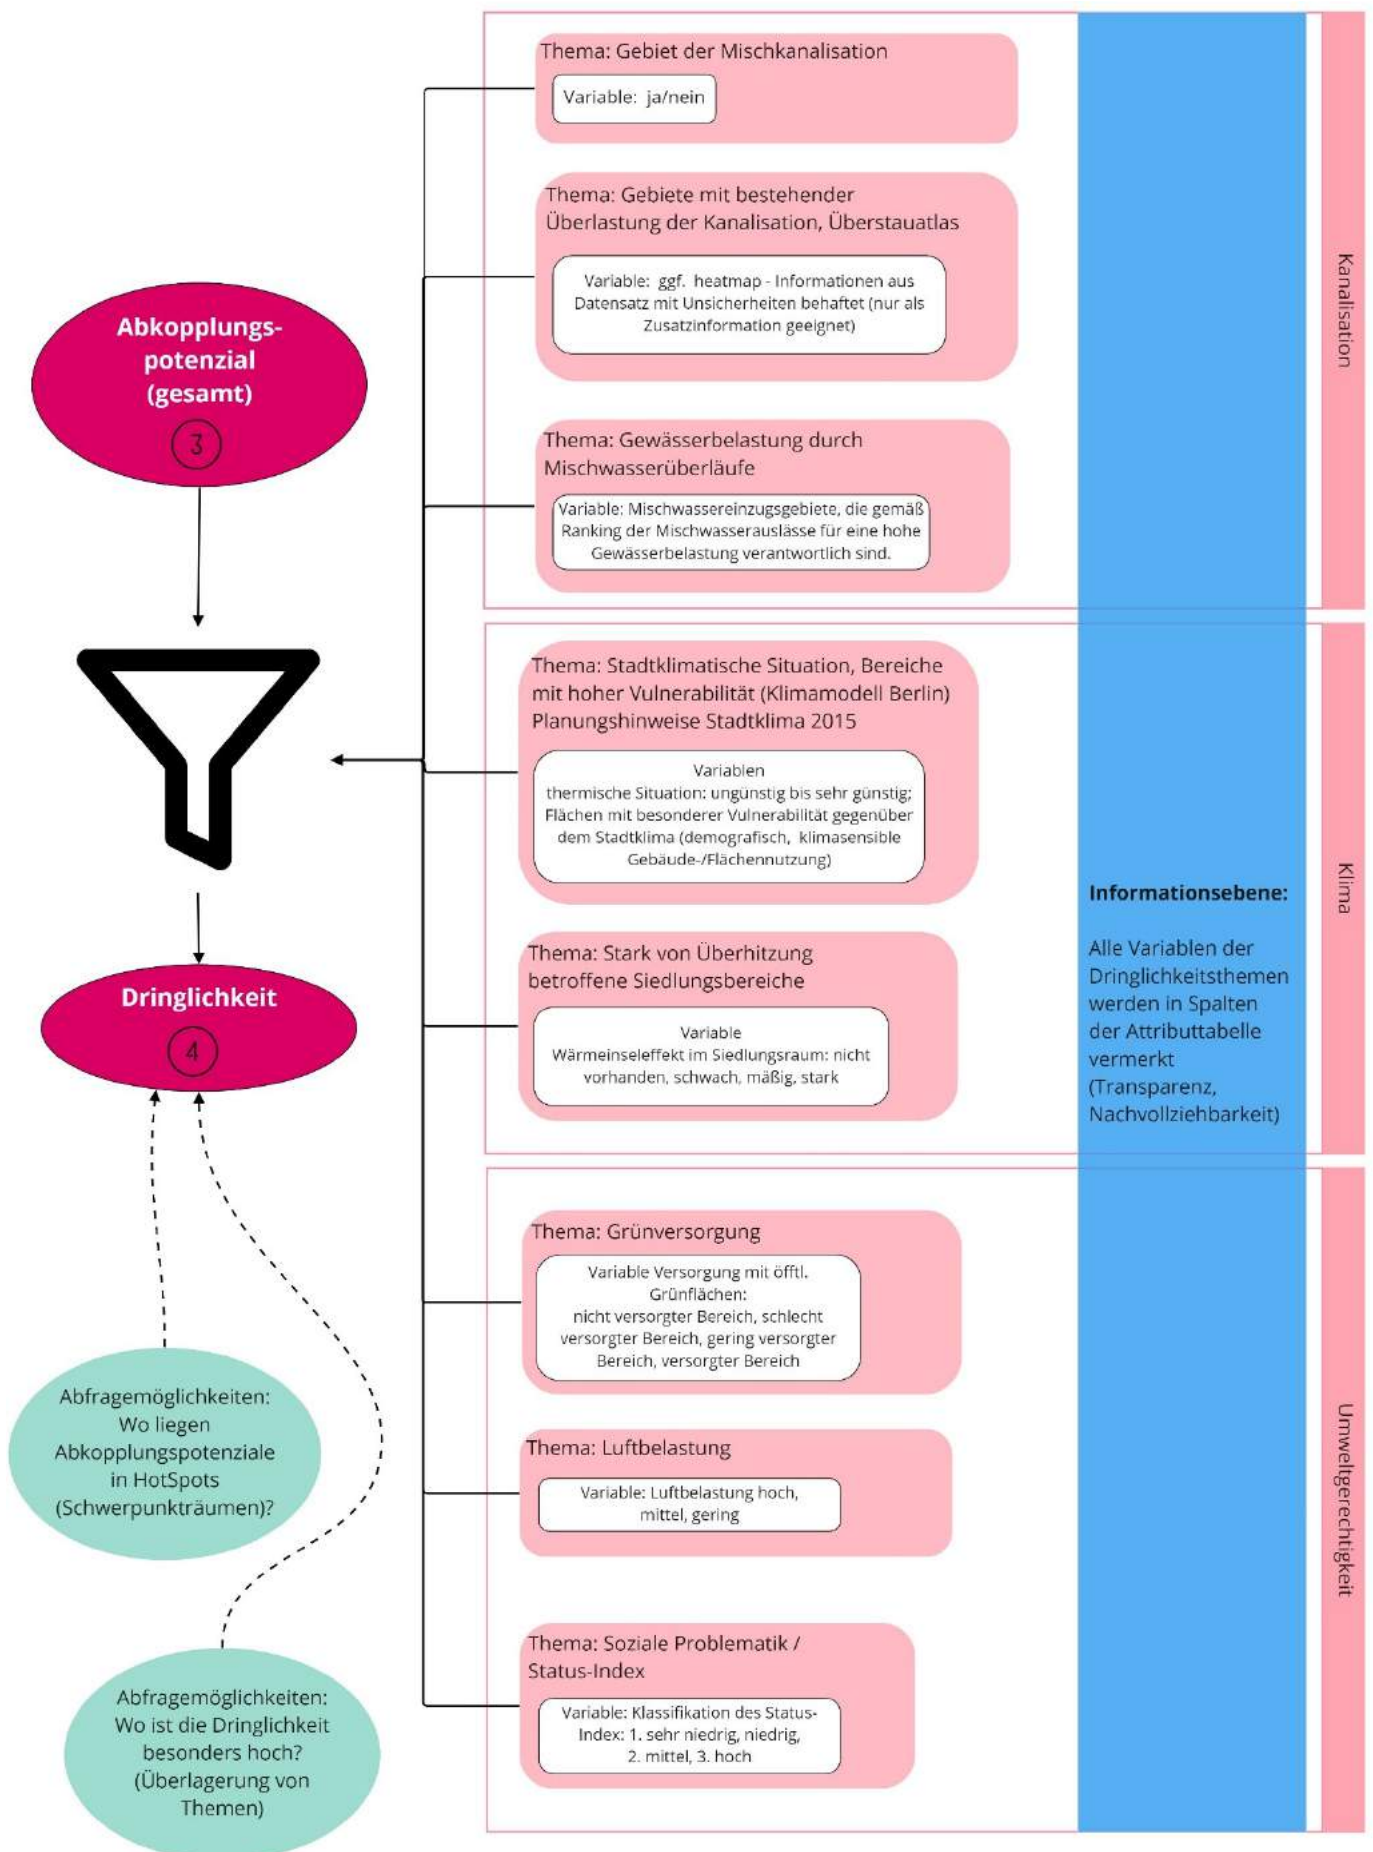 Abkopplungs-
potenzial
(gesamt)
3
Dringlichkeit
4
Abfragemöglichkeiten:
Wo liegen
Abkopplungspotenziale
in HotSpots
(Schwerpunkträumen)?
Abfragemöglichkeiten:
Wo ist die Dringlichkeit
besonders hoch?
(Überlagerung von
Themen)
Thema: Gebiet der Mischkanalisation
Variable: ja/nein
Thema: Gebiete mit bestehender
Überlastung der Kanalisation, Überstauatlas
Variable: ggf. heatmap - Informationen aus
Datensatz mit Unsicherheiten behaftet (nur als
Zusatzinformation geeignet)
Thema: Gewässerbelastung durch
Mischwasserüberläufe
Variable: Mischwassereinzugsgebiete, die gemäß
Ranking der Mischwasserauslässe für eine hohe
Gewässerbelastung verantwortlich sind.
Kanalisation
Thema: Stadtklimatische Situation, Bereiche
mit hoher Vulnerabilität (Klimamodell Berlin)
Planungshinweise Stadtklima 2015
Variablen
thermische Situation: ungünstig bis sehr günstig;
Flächen mit besonderer Vulnerabilität gegenüber
dem Stadtklima (demografisch, klimasensible
Gebäude-/Flächennutzung)
Thema: Stark von Überhitzung
betroffene Siedlungsbereiche
Variable
Wärmeinseleffekt im Siedlungsraum: nicht
vorhanden, schwach, mäßig, stark
Klima
Thema: Grünversorgung
Variable Versorgung mit öfftl.
Grünflächen:
nicht versorgter Bereich, schlecht
versorgter Bereich, gering versorgter
Bereich, versorgter Bereich
Thema: Luftbelastung
Variable: Luftbelastung hoch,
mittel, gering
Thema: Soziale Problematik /
Status-Index
Variable: Klassifikation des Status-
Index: 1. sehr niedrig, niedrig,
2. mittel, 3. hoch
Umweltgerechtigkeit
Informationsebene:
Alle Variablen der
Dringlichkeitsthemen
werden in Spalten
der Attributtabelle
vermerkt
(Transparenz,
Nachvollziehbarkeit)